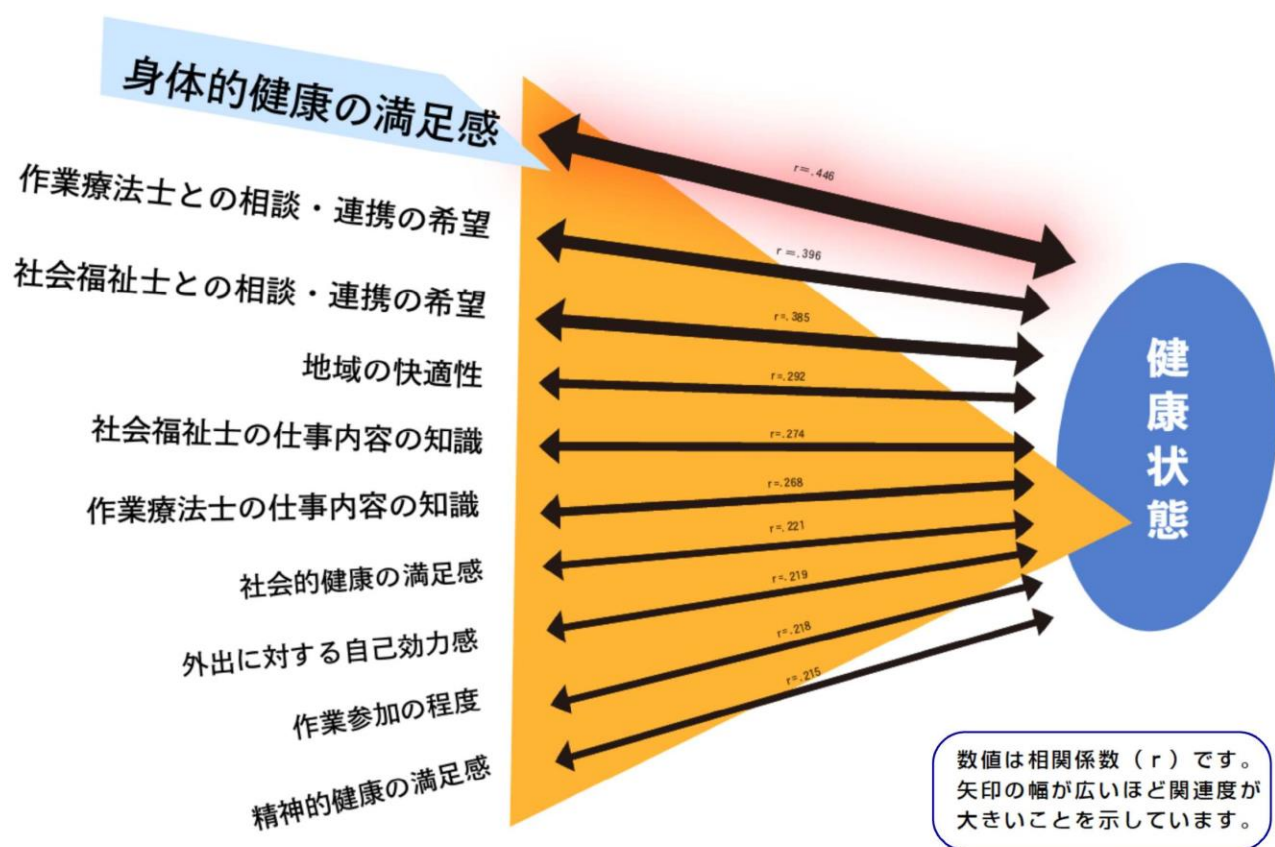 身体的健康の満足感
r=.446
作業療法士との相談・連携の希望
r=.396
社会福祉士との相談・連携の希望
r=.385
地域の快適性
r=.292
社会福祉士の仕事内容の知識
r=.274
作業療法士の仕事内容の知識
r=.268
社会的健康の満足感
r=.221
外出に対する自己効力感
r=.219
作業参加の程度
r=.218
精神的健康の満足感
r=.215
健康状態
数値は相関係数（r）です。
矢印の幅が広いほど関連度が
大きいことを示しています。